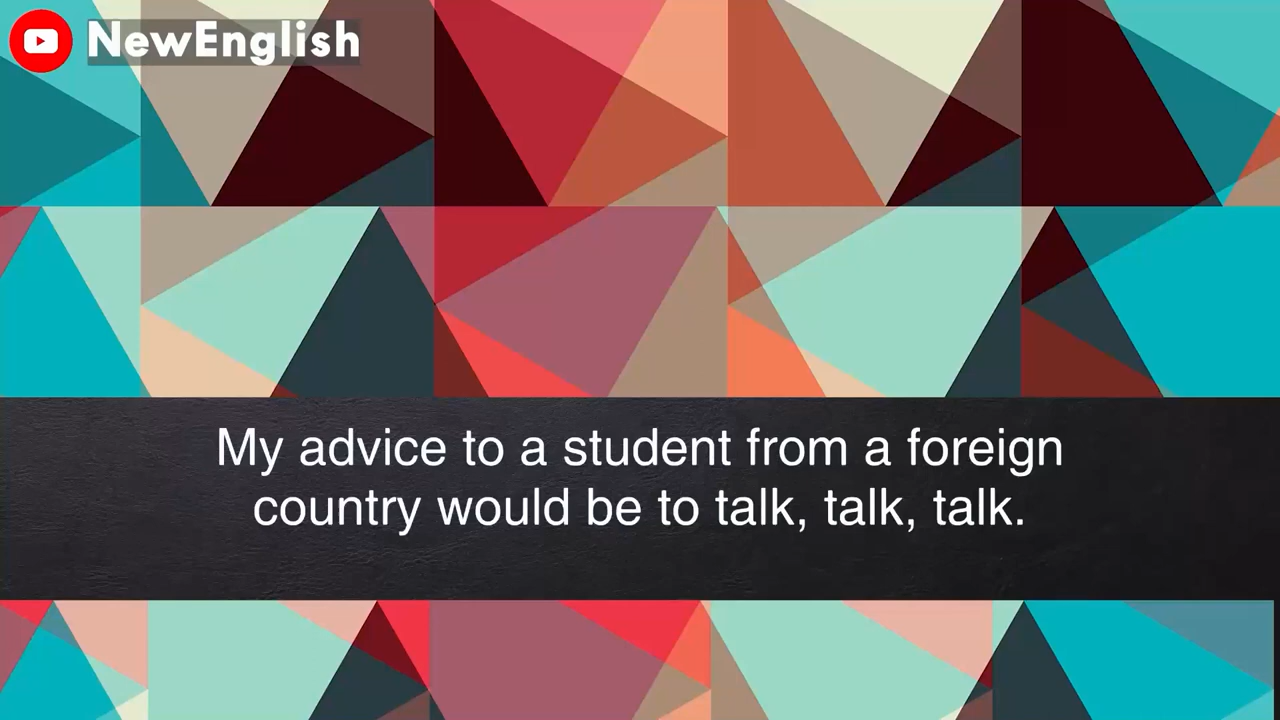 NewEnglish
My advice to a student from a foreign
country would be to talk, talk, talk.